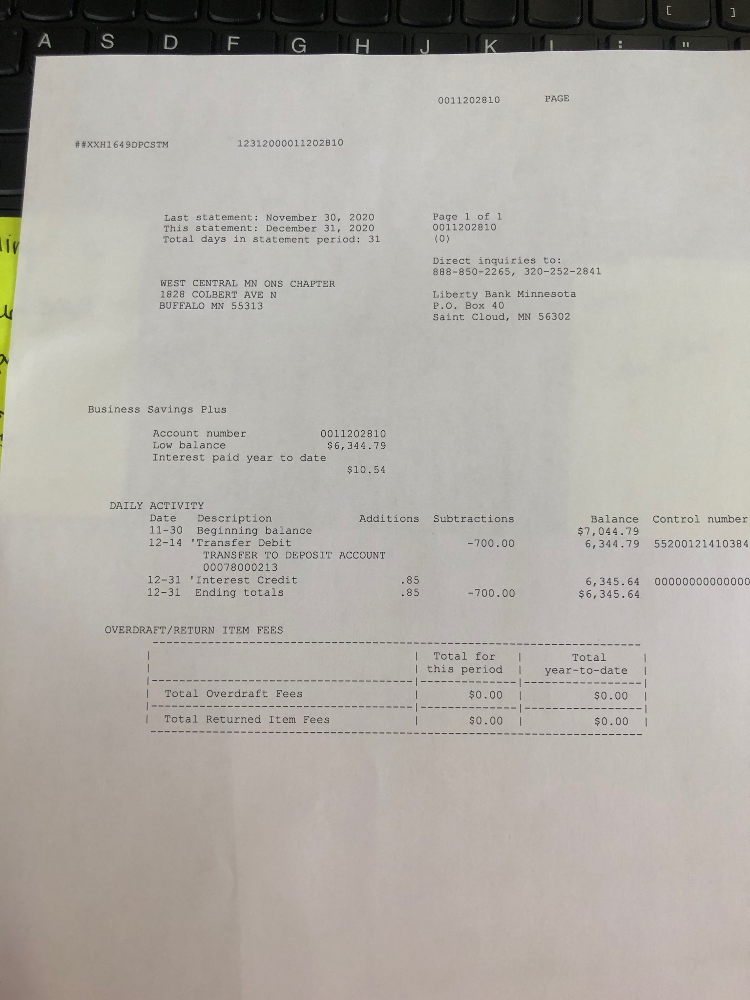 [ ]
A S D F G H J K L : "
0011202810 PAGE
##XXH1649DPCSTM 12312000011202810
Last statement: November 30, 2020
This statement: December 31, 2020
Total days in statement period: 31
Page 1 of 1
0011202810
(0)
Direct inquiries to:
888-850-2265, 320-252-2841
WEST CENTRAL MN ONS CHAPTER
1828 COLBERT AVE N
BUFFALO MN 55313
Liberty Bank Minnesota
P.O. Box 40
Saint Cloud, MN 56302
Business Savings Plus
Account number 0011202810
Low balance $6,344.79
Interest paid year to date
$10.54
DAILY ACTIVITY
Date Description Additions Subtractions Balance Control number
11-30 Beginning balance $7,044.79
12-14 'Transfer Debit -700.00 6,344.79 55200121410384
TRANSFER TO DEPOSIT ACCOUNT
00078000213
12-31 'Interest Credit .85 6,345.64 00000000000000
12-31 Ending totals .85 -700.00 $6,345.64
OVERDRAFT/RETURN ITEM FEES
Total for Total
this period year-to-date
Total Overdraft Fees $0.00 $0.00
Total Returned Item Fees $0.00 $0.00